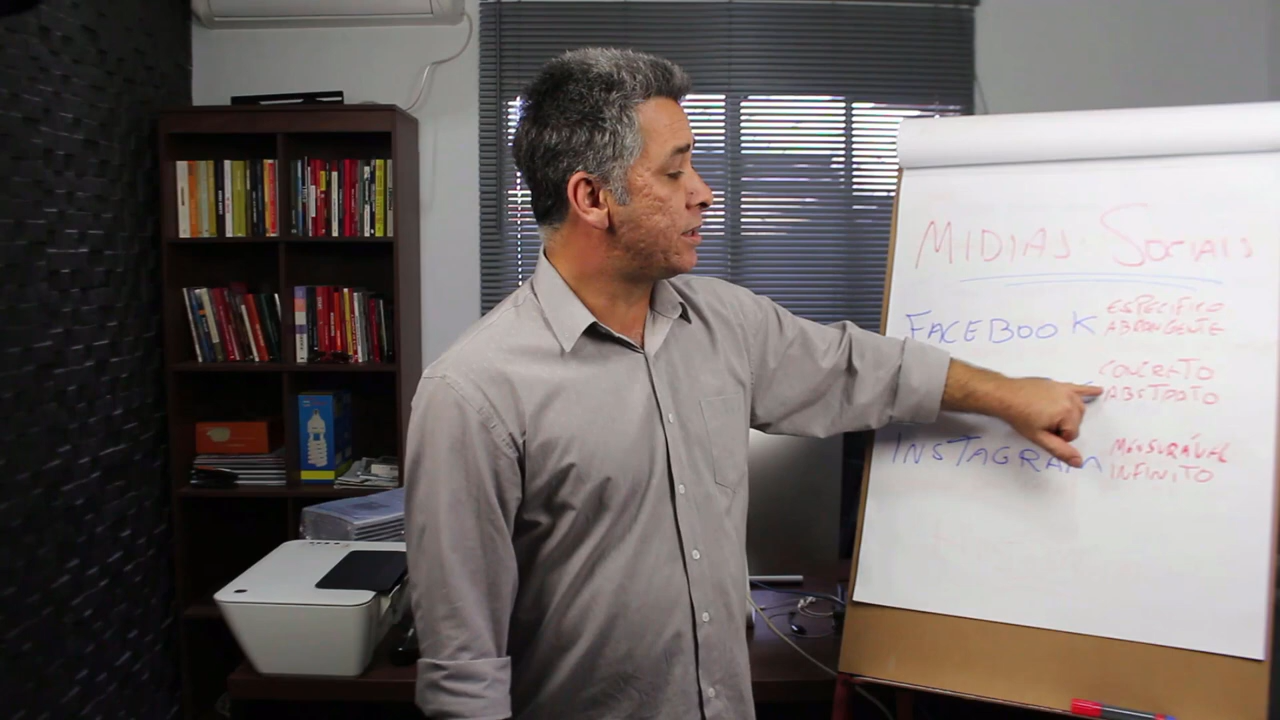 MIDIAS SOCIAIS
FACEBOOK
ESPECIFICO
ABRANGENTE
CONCRETO
ABSTRATO
INSTAGRAM
MENSURÁVEL
INFINITO